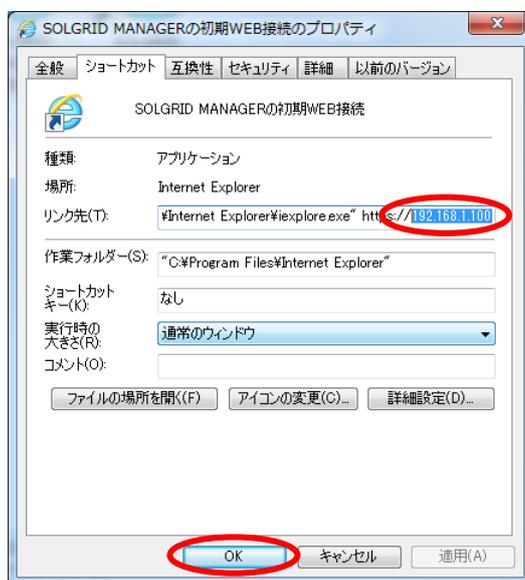 SOLGRID MANAGERの初期WEB接続のプロパティ
全般 ショートカット 互換性 セキュリティ 詳細 以前のバージョン
SOLGRID MANAGERの初期WEB接続
種類: アプリケーション
場所: Internet Explorer
リンク先(T): ¥Internet Explorer¥iexplore.exe" https://192.168.1.100
作業フォルダー(S): "C:¥Program Files¥Internet Explorer"
ショートカット
キー(K): なし
実行時の
大きさ(R): 通常のウィンドウ
コメント(O):
ファイルの場所を開く(F) アイコンの変更(C)... 詳細設定(D)...
OK キャンセル 適用(A)